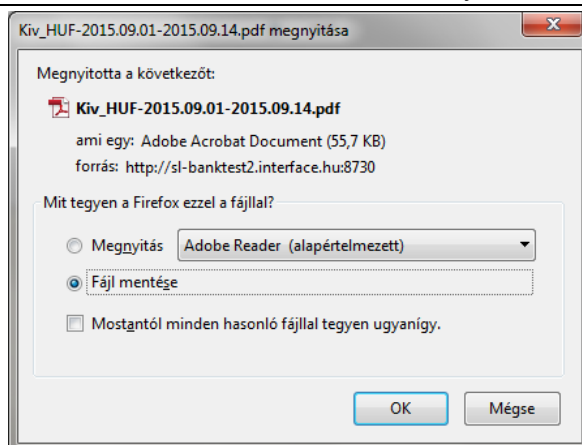 Kiv_HUF-2015.09.01-2015.09.14.pdf megnyitása
Megnyitotta a következőt:
Kiv_HUF-2015.09.01-2015.09.14.pdf
ami egy: Adobe Acrobat Document (55,7 KB)
forrás: http://sl-banktest2.interface.hu:8730
Mit tegyen a Firefox ezzel a fájllal?
Megnyitás Adobe Reader (alapértelmezett)
Fájl mentése
Mostantól minden hasonló fájllal tegyen ugyanígy.
OK Mégse